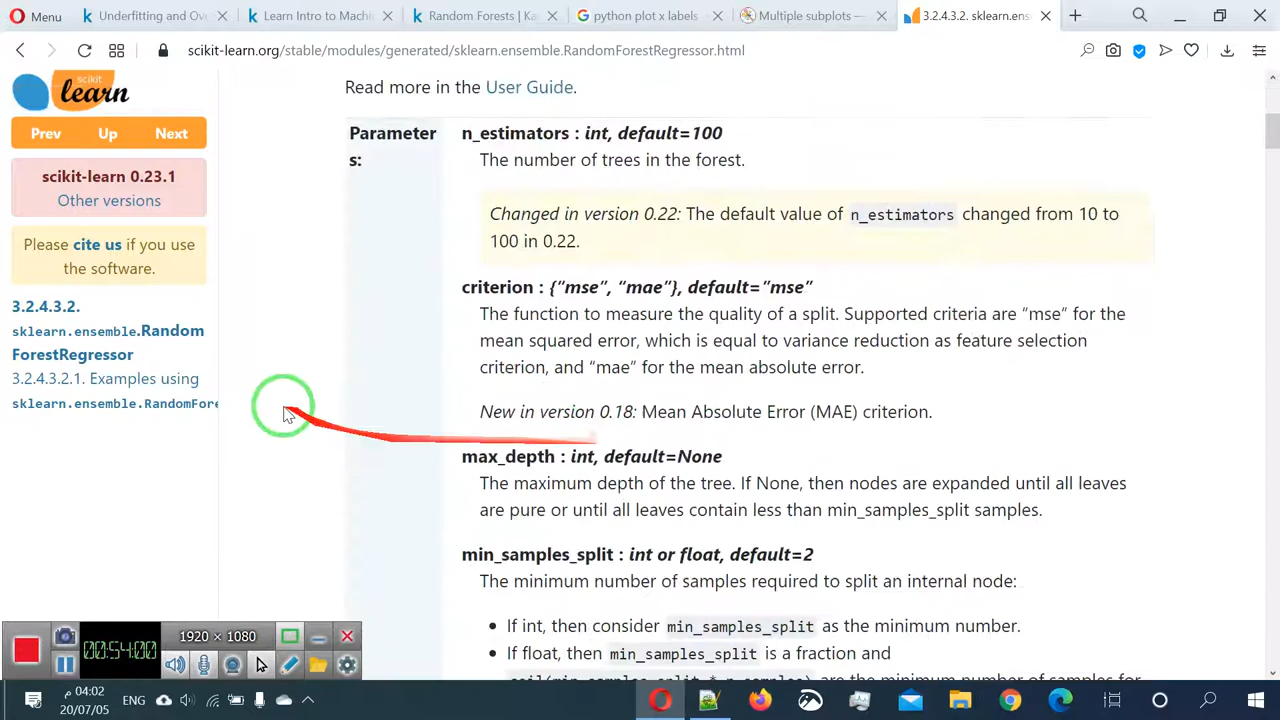 Menu
Underfitting and Ove
Learn Intro to Machi
Random Forests | Ka
python plot x labels
Multiple subplots —
3.2.4.3.2. sklearn.ens
scikit-learn.org/stable/modules/generated/sklearn.ensemble.RandomForestRegressor.html
scikit
learn
Prev Up Next
scikit-learn 0.23.1
Other versions
Please cite us if you use
the software.
3.2.4.3.2.
sklearn.ensemble.Random
ForestRegressor
3.2.4.3.2.1. Examples using
sklearn.ensemble.RandomFore
Read more in the User Guide.
Parameter
s:
n_estimators : int, default=100
The number of trees in the forest.
Changed in version 0.22: The default value of n_estimators changed from 10 to
100 in 0.22.
criterion : {“mse”, “mae”}, default=”mse”
The function to measure the quality of a split. Supported criteria are “mse” for the
mean squared error, which is equal to variance reduction as feature selection
criterion, and “mae” for the mean absolute error.
New in version 0.18: Mean Absolute Error (MAE) criterion.
max_depth : int, default=None
The maximum depth of the tree. If None, then nodes are expanded until all leaves
are pure or until all leaves contain less than min_samples_split samples.
min_samples_split : int or float, default=2
The minimum number of samples required to split an internal node:
If int, then consider min_samples_split as the minimum number.
If float, then min_samples_split is a fraction and
ceil(min_samples_split * n_samples) are the minimum number of samples for
00:54:00
1920 × 1080
04:02 م
20/07/05
ENG